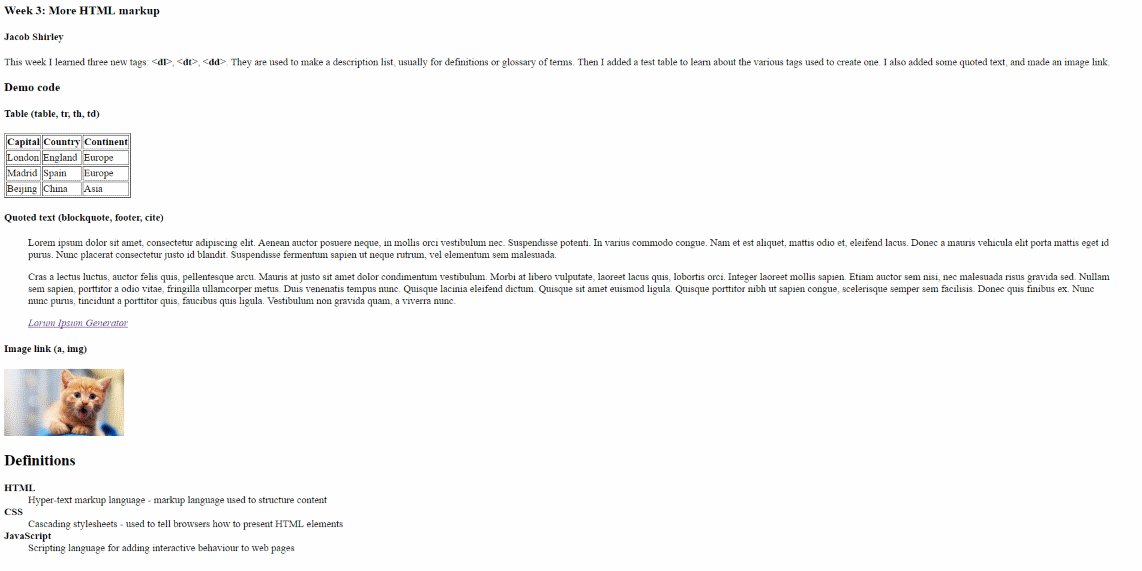 Week 3: More HTML markup
Jacob Shirley
This week I learned three new tags: <dl>, <dt>, <dd>. They are used to make a description list, usually for definitions or glossary of terms. Then I added a test table to learn about the various tags used to create one. I also added some quoted text, and made an image link.
Demo code
Table (table, tr, th, td)
Capital Country Continent
London England Europe
Madrid Spain Europe
Beijing China Asia
Quoted text (blockquote, footer, cite)
Lorem ipsum dolor sit amet, consectetur adipiscing elit. Aenean auctor posuere neque, in mollis orci vestibulum nec. Suspendisse potenti. In varius commodo congue. Nam et est aliquet, mattis odio et, eleifend lacus. Donec a mauris vehicula elit porta mattis eget id
purus. Nunc placerat consectetur justo id blandit. Suspendisse fermentum sapien ut neque rutrum, vel elementum sem malesuada.
Cras a lectus luctus, auctor felis quis, pellentesque arcu. Mauris at justo sit amet dolor condimentum vestibulum. Morbi at libero vulputate, laoreet lacus quis, lobortis orci. Integer laoreet mollis sapien. Etiam auctor sem nisi, nec malesuada risus gravida sed. Nullam
sem sapien, porttitor a odio vitae, fringilla ullamcorper metus. Duis venenatis tempus nunc. Quisque lacinia eleifend dictum. Quisque sit amet euismod ligula. Quisque porttitor nibh ut sapien congue, scelerisque semper sem facilisis. Donec quis finibus ex. Nunc
nunc purus, tincidunt a porttitor quis, faucibus quis ligula. Vestibulum non gravida quam, a viverra nunc.
Lorum Ipsum Generator
Image link (a, img)
Definitions
HTML
Hyper-text markup language - markup language used to structure content
CSS
Cascading stylesheets - used to tell browsers how to present HTML elements
JavaScript
Scripting language for adding interactive behaviour to web pages